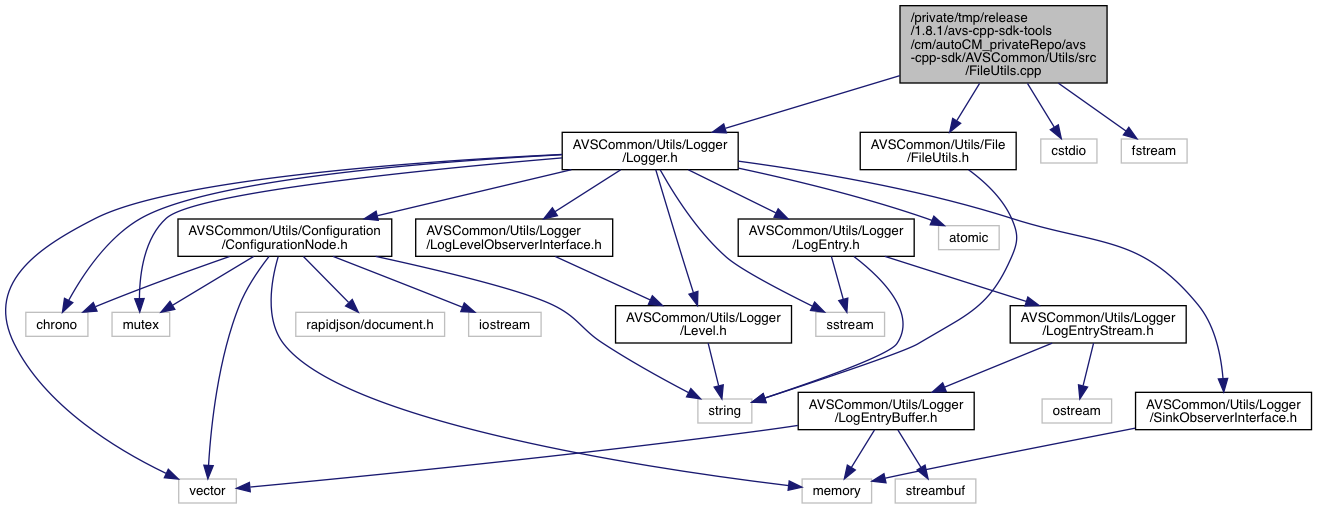 /private/tmp/release
/1.8.1/avs-cpp-sdk-tools
/cm/autoCM_privateRepo/avs
-cpp-sdk/AVSCommon/Utils/src
/FileUtils.cpp
AVSCommon/Utils/Logger
/Logger.h
AVSCommon/Utils/File
/FileUtils.h
cstdio
fstream
AVSCommon/Utils/Configuration
/ConfigurationNode.h
AVSCommon/Utils/Logger
/LogLevelObserverInterface.h
AVSCommon/Utils/Logger
/LogEntry.h
atomic
chrono
mutex
rapidjson/document.h
iostream
AVSCommon/Utils/Logger
/Level.h
sstream
AVSCommon/Utils/Logger
/LogEntryStream.h
string
AVSCommon/Utils/Logger
/LogEntryBuffer.h
ostream
AVSCommon/Utils/Logger
/SinkObserverInterface.h
vector
memory
streambuf